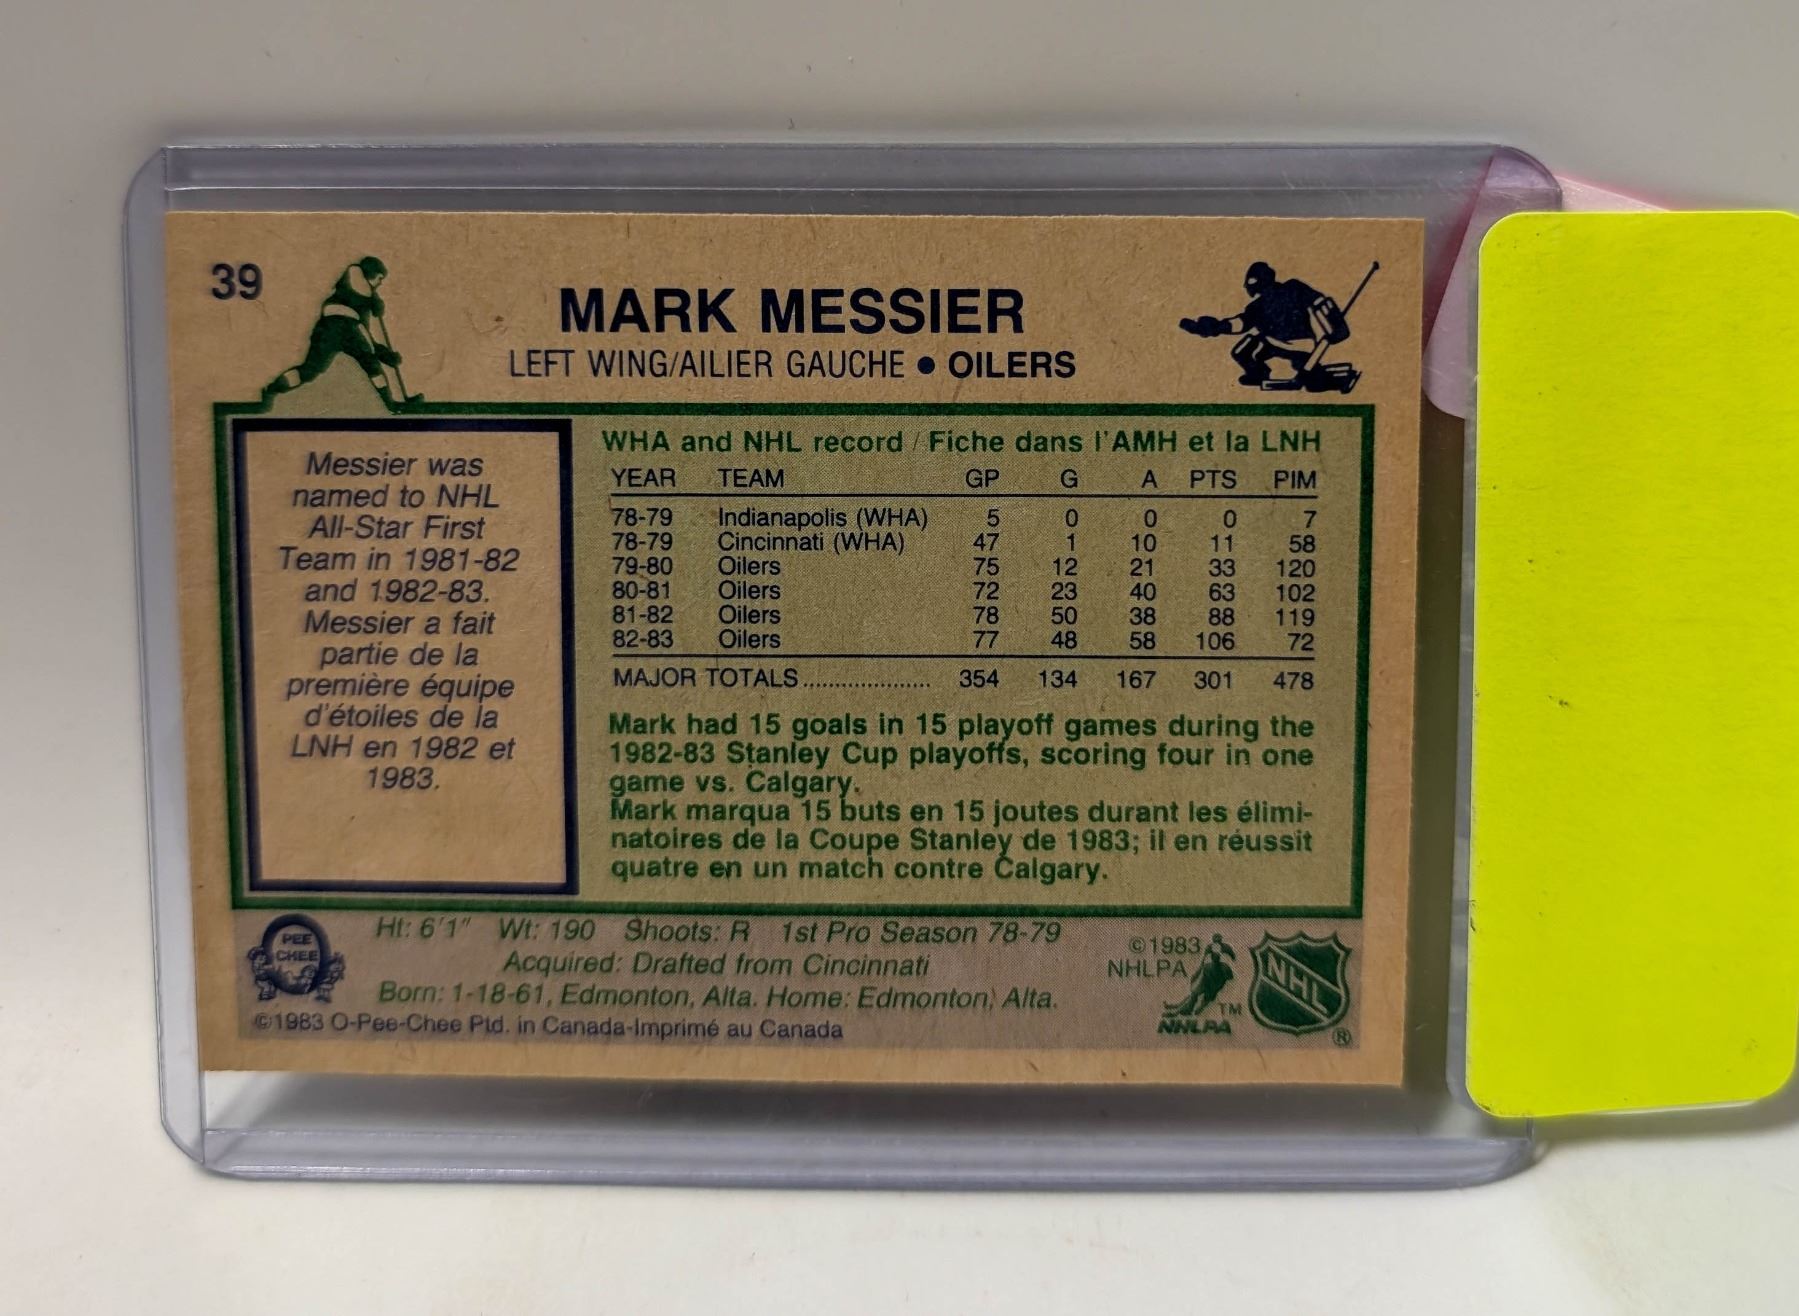 39
MARK MESSIER
LEFT WING/AILIER GAUCHE • OILERS
Messier was
named to NHL
All-Star First
Team in 1981-82
and 1982-83.
Messier a fait
partie de la
première équipe
d'étoiles de la
LNH en 1982 et
1983.
WHA and NHL record / Fiche dans l'AMH et la LNH
YEAR TEAM GP G A PTS PIM
78-79 Indianapolis (WHA) 5 0 0 0 7
78-79 Cincinnati (WHA) 47 1 10 11 58
79-80 Oilers 75 12 21 33 120
80-81 Oilers 72 23 40 63 102
81-82 Oilers 78 50 38 88 119
82-83 Oilers 77 48 58 106 72
MAJOR TOTALS.................... 354 134 167 301 478
Mark had 15 goals in 15 playoff games during the
1982-83 Stanley Cup playoffs, scoring four in one
game vs. Calgary.
Mark marqua 15 buts en 15 joutes durant les élimi-
natoires de la Coupe Stanley de 1983; il en réussit
quatre en un match contre Calgary.
Ht: 6'1" Wt: 190 Shoots: R 1st Pro Season 78-79
Acquired: Drafted from Cincinnati
Born: 1-18-61, Edmonton, Alta. Home: Edmonton, Alta.
©1983 O-Pee-Chee Ptd. in Canada-Imprimé au Canada
PEE
CHEE
©1983
NHLPA
TM
NHLPA
NHL
®